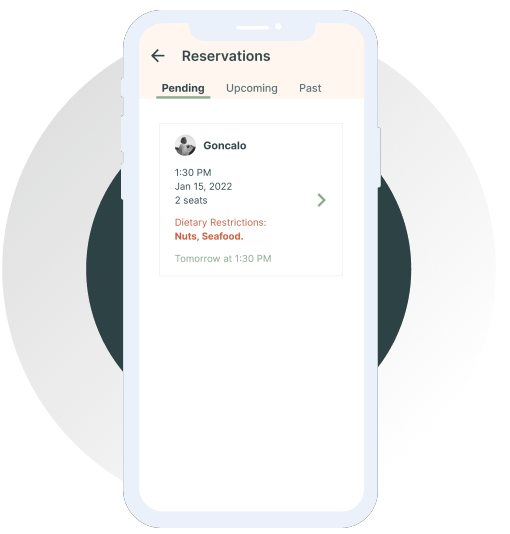 Reservations
Pending Upcoming Past
Goncalo
1:30 PM
Jan 15, 2022
2 seats
Dietary Restrictions:
Nuts, Seafood.
Tomorrow at 1:30 PM